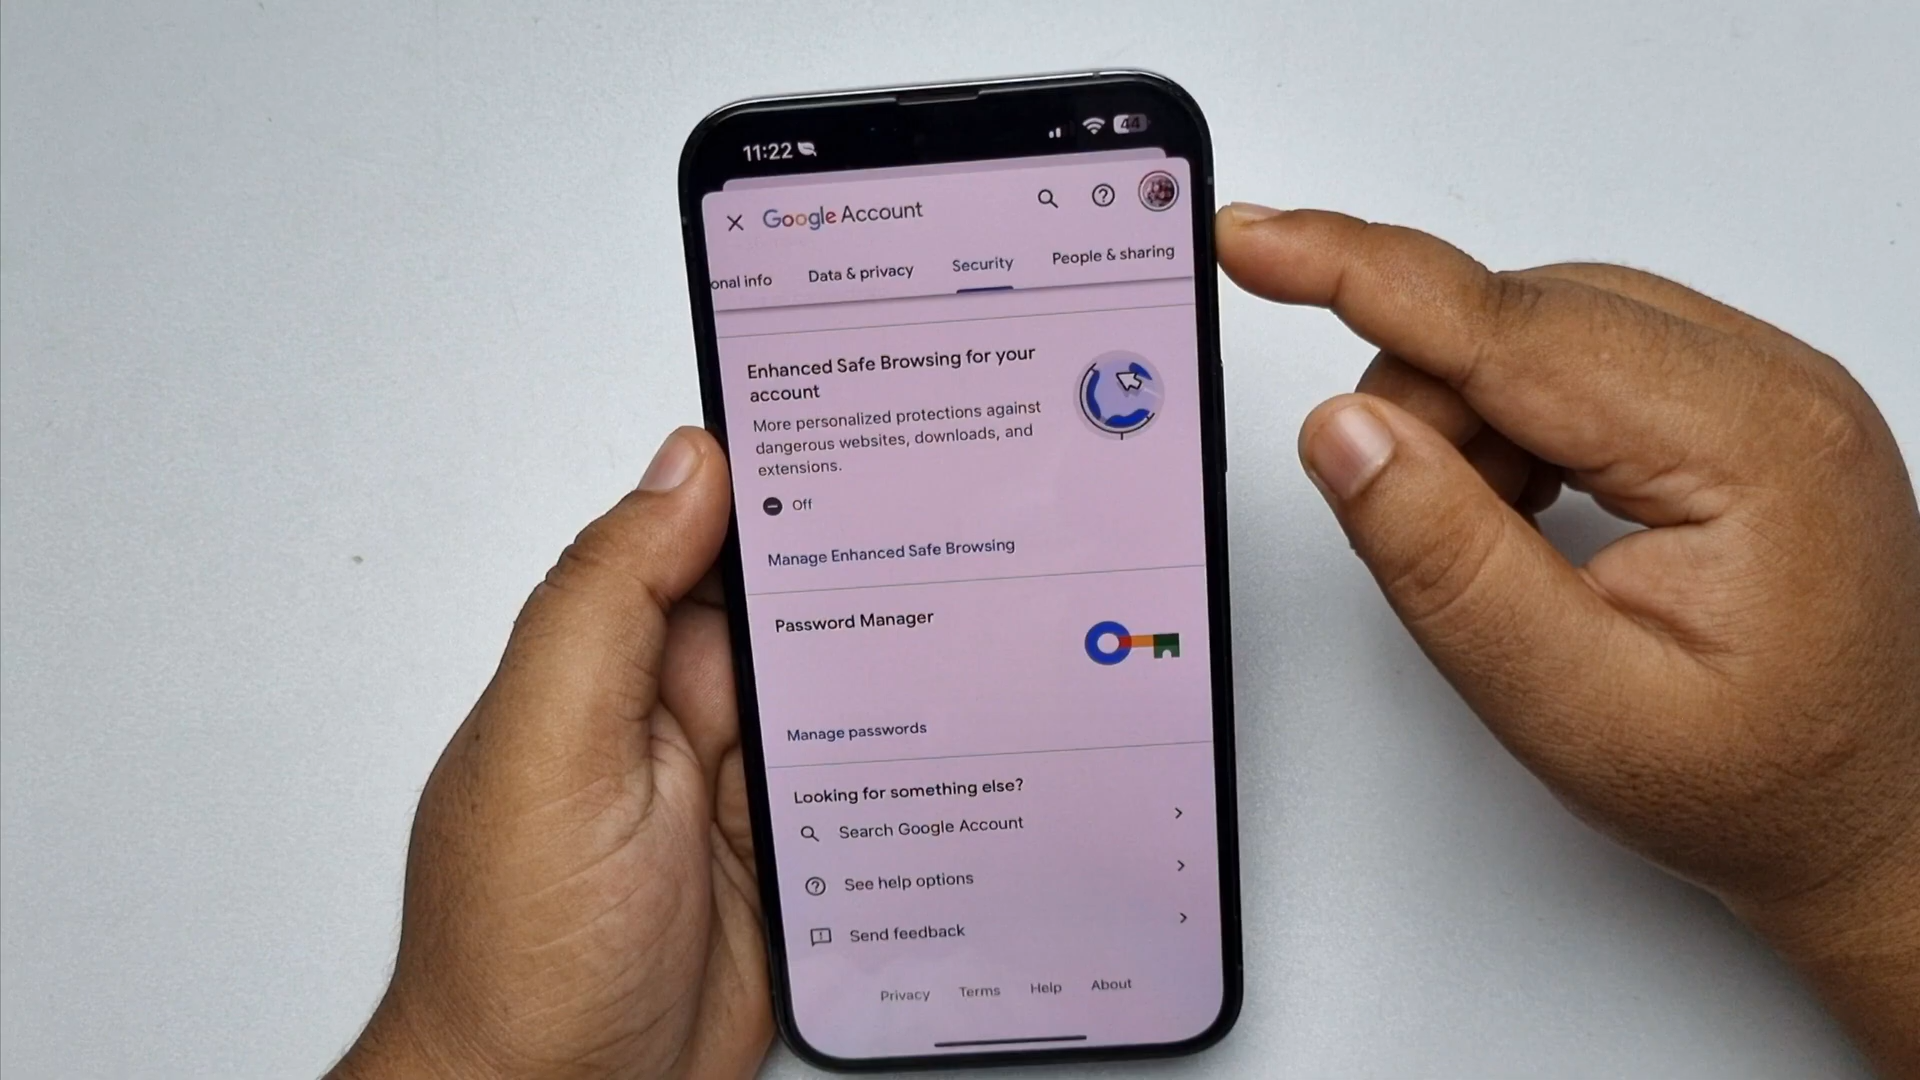 11:22
44
Google Account
onal info Data & privacy Security People & sharing
Enhanced Safe Browsing for your
account
More personalized protections against
dangerous websites, downloads, and
extensions.
Off
Manage Enhanced Safe Browsing
Password Manager
Manage passwords
Looking for something else?
Search Google Account
See help options
Send feedback
Privacy Terms Help About